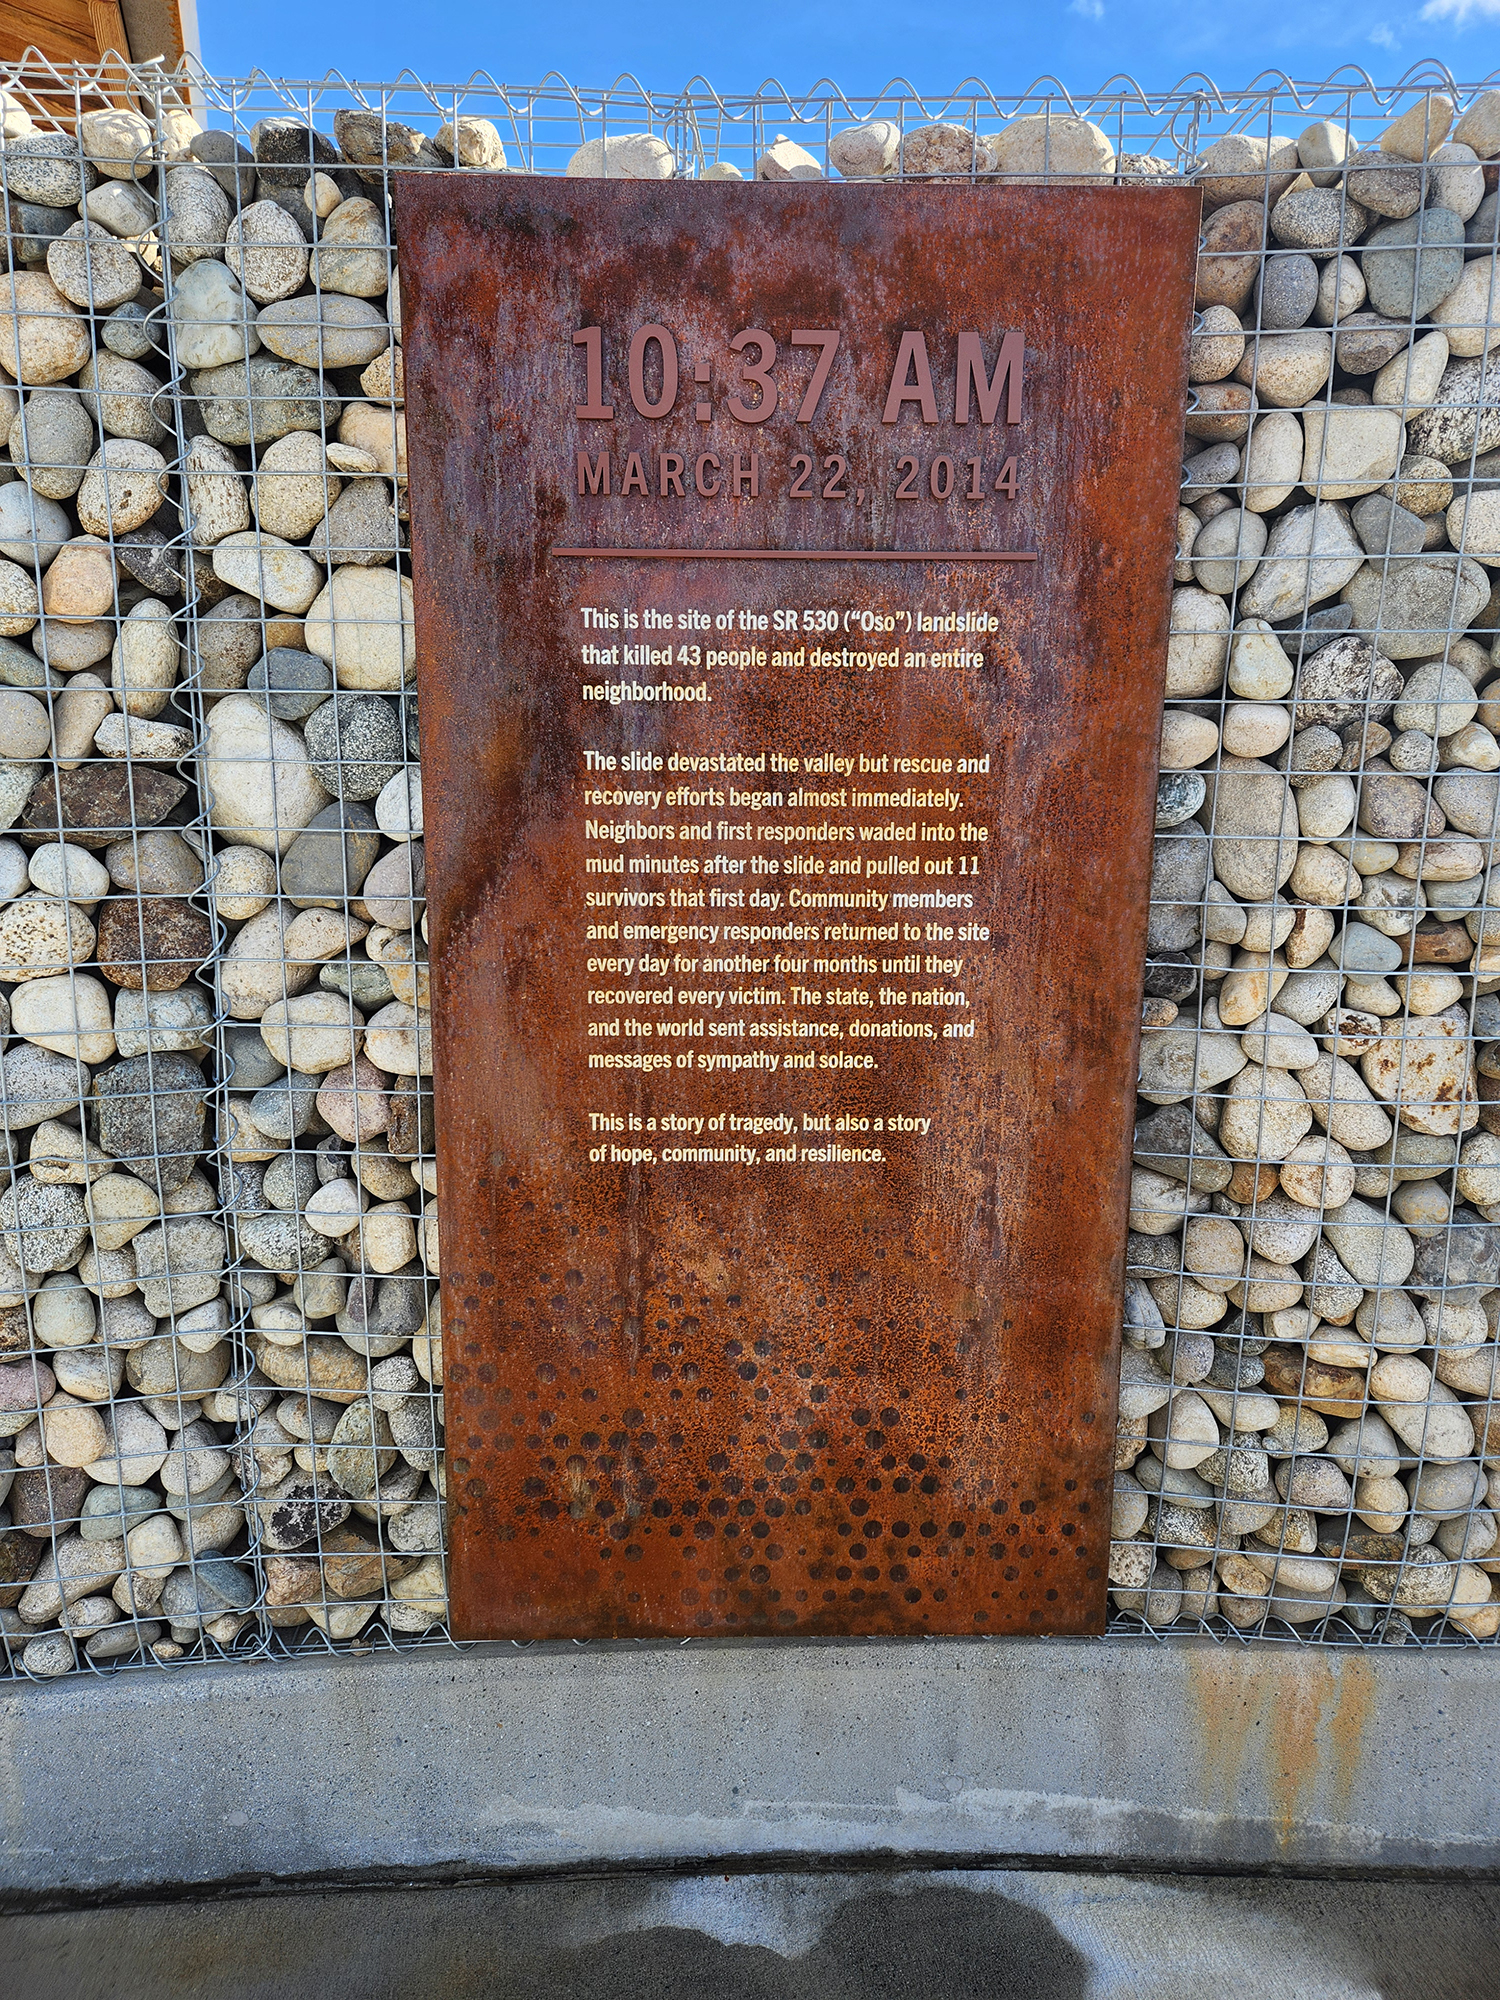 10:37 AM
MARCH 22, 2014
This is the site of the SR 530 (“Oso”) landslide
that killed 43 people and destroyed an entire
neighborhood.
The slide devastated the valley but rescue and
recovery efforts began almost immediately.
Neighbors and first responders waded into the
mud minutes after the slide and pulled out 11
survivors that first day. Community members
and emergency responders returned to the site
every day for another four months until they
recovered every victim. The state, the nation,
and the world sent assistance, donations, and
messages of sympathy and solace.
This is a story of tragedy, but also a story
of hope, community, and resilience.